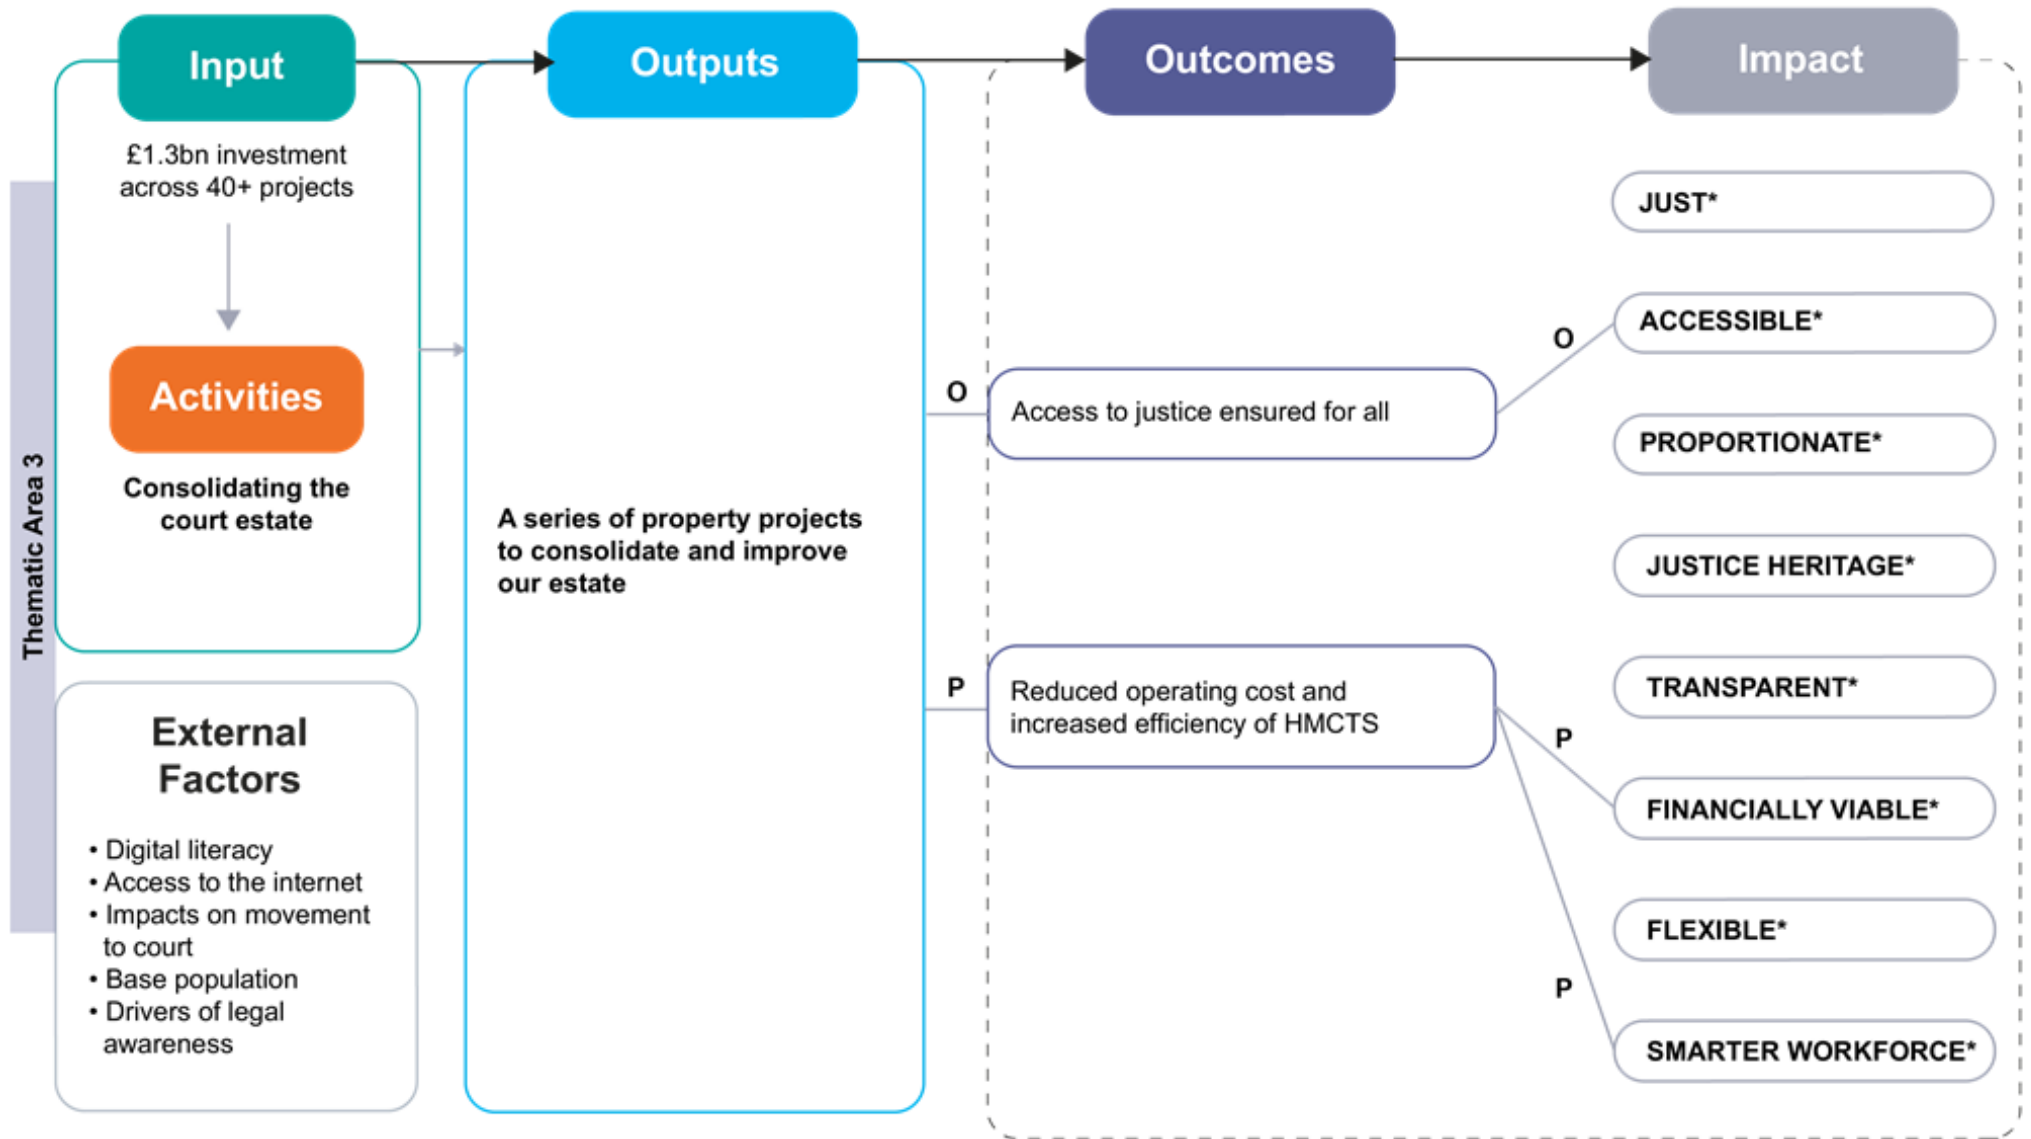 Input
Outputs
Outcomes
Impact
Thematic Area 3
£1.3bn investment
across 40+ projects
Activities
Consolidating the
court estate
External
Factors
• Digital literacy
• Access to the internet
• Impacts on movement
to court
• Base population
• Drivers of legal
awareness
A series of property projects
to consolidate and improve
our estate
O
Access to justice ensured for all
P
Reduced operating cost and
increased efficiency of HMCTS
O
P
P
JUST*
ACCESSIBLE*
PROPORTIONATE*
JUSTICE HERITAGE*
TRANSPARENT*
FINANCIALLY VIABLE*
FLEXIBLE*
SMARTER WORKFORCE*